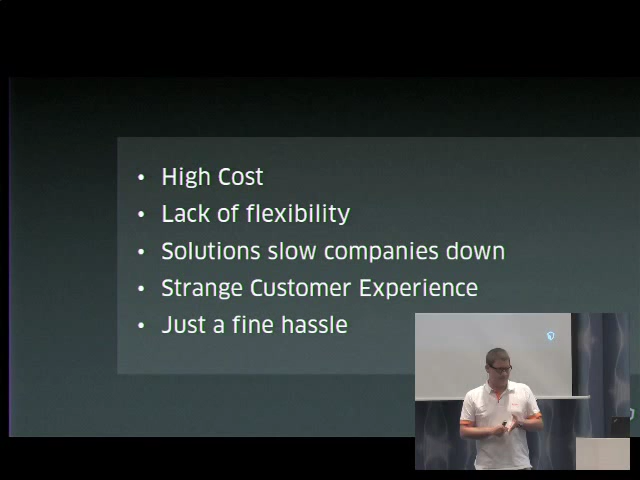 • High Cost
• Lack of flexibility
• Solutions slow companies down
• Strange Customer Experience
• Just a fine hassle